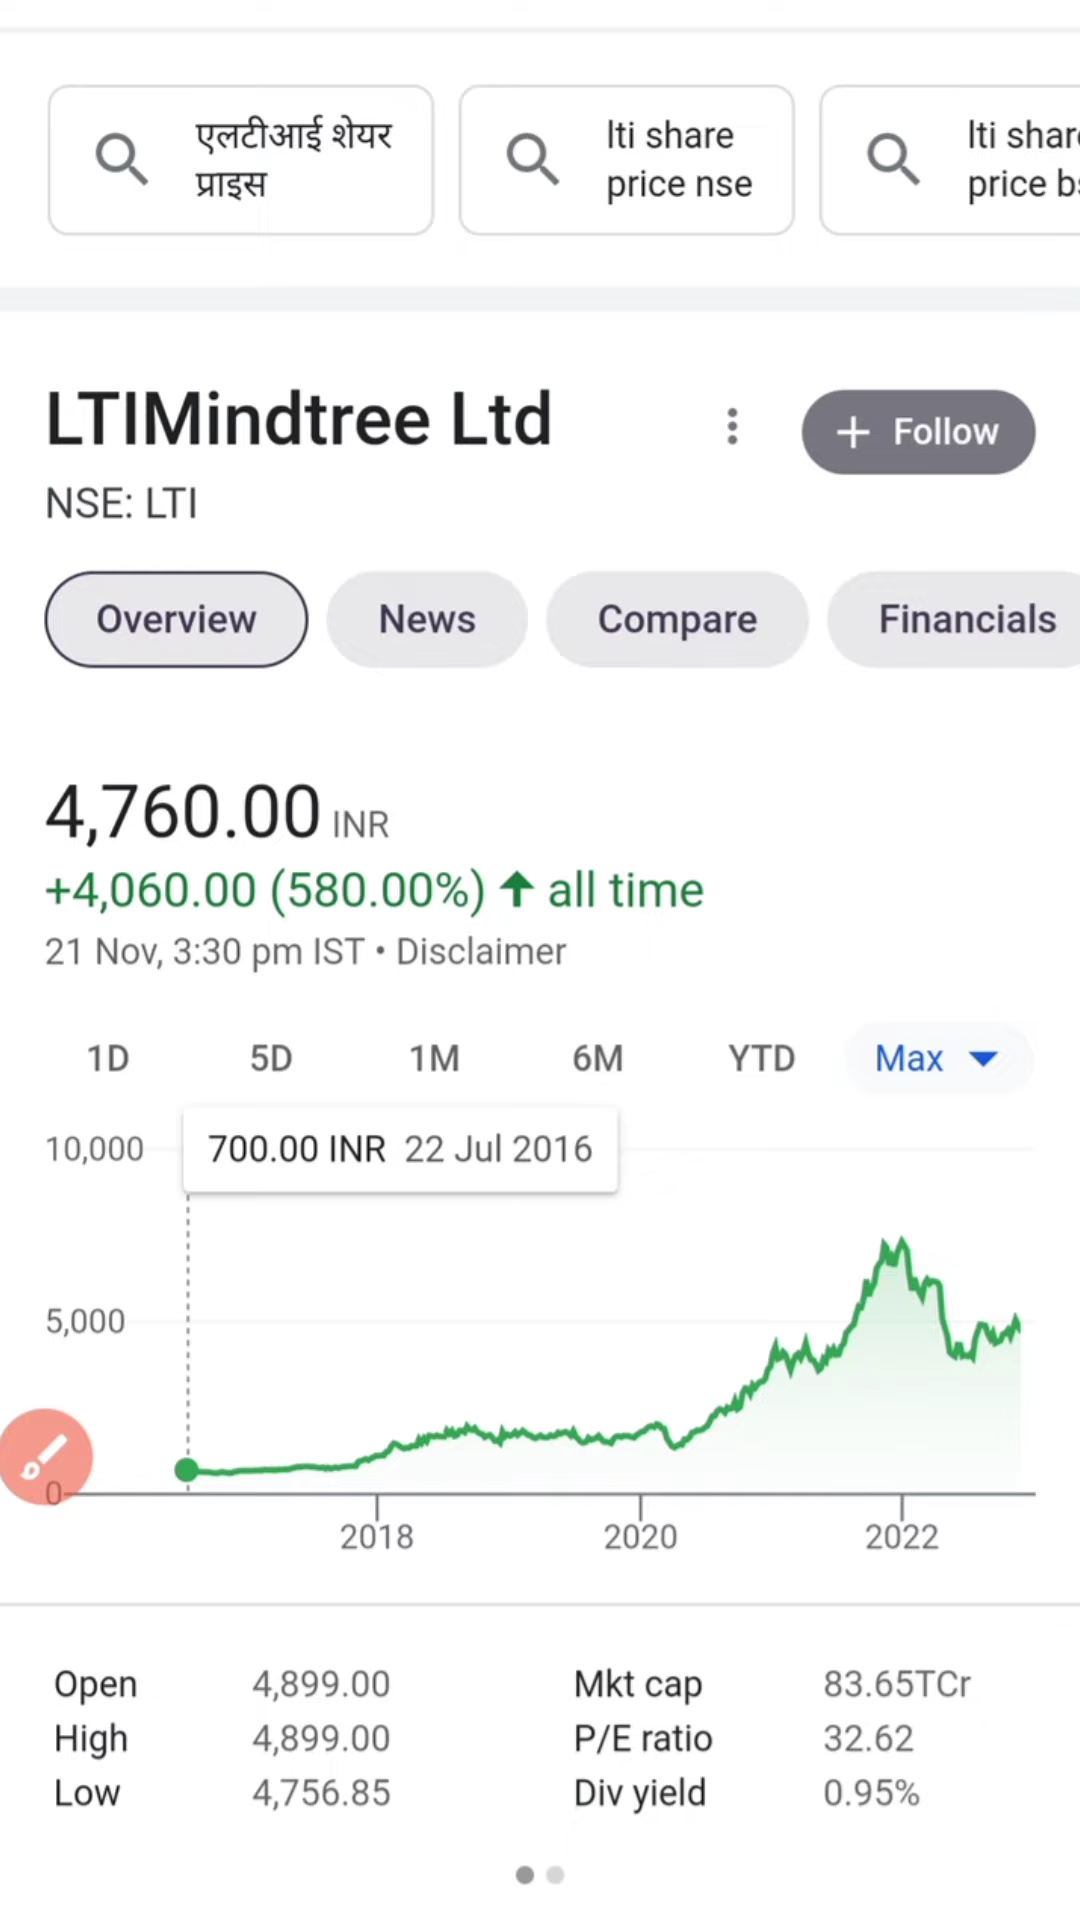 एलटीआई शेयर
प्राइस
lti share
price nse
lti shar
price b
LTIMindtree Ltd
+ Follow
NSE: LTI
Overview
News
Compare
Financials
4,760.00 INR
+4,060.00 (580.00%) ↑ all time
21 Nov, 3:30 pm IST • Disclaimer
1D 5D 1M 6M YTD Max
10,000
700.00 INR 22 Jul 2016
5,000
0
2018 2020 2022
Open 4,899.00 Mkt cap 83.65TCr
High 4,899.00 P/E ratio 32.62
Low 4,756.85 Div yield 0.95%